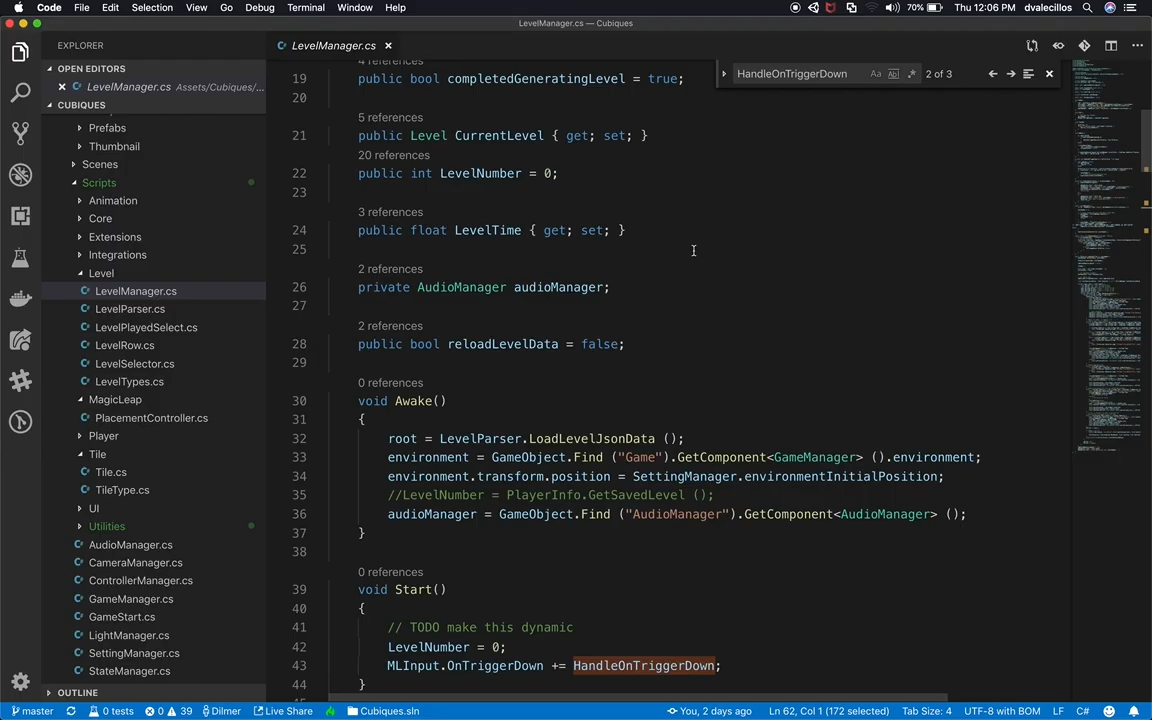 Code File Edit Selection View Go Debug Terminal Window Help 70% Thu 12:06 PM dvalecillos
LevelManager.cs — Cubiques
EXPLORER
OPEN EDITORS
LevelManager.cs Assets/Cubiques/...
CUBIQUES
Prefabs
Thumbnail
Scenes
Scripts
Animation
Core
Extensions
Integrations
Level
LevelManager.cs
LevelParser.cs
LevelPlayedSelect.cs
LevelRow.cs
LevelSelector.cs
LevelTypes.cs
MagicLeap
PlacementController.cs
Player
Tile
Tile.cs
TileType.cs
UI
Utilities
AudioManager.cs
CameraManager.cs
ControllerManager.cs
GameManager.cs
GameStart.cs
LightManager.cs
SettingManager.cs
StateManager.cs
OUTLINE
LevelManager.cs
HandleOnTriggerDown Aa Abl .* 2 of 3
4 references
19 public bool completedGeneratingLevel = true;
20
5 references
21 public Level CurrentLevel { get; set; }
20 references
22 public int LevelNumber = 0;
23
3 references
24 public float LevelTime { get; set; }
25
2 references
26 private AudioManager audioManager;
27
2 references
28 public bool reloadLevelData = false;
29
0 references
30 void Awake()
31 {
32 root = LevelParser.LoadLevelJsonData ();
33 environment = GameObject.Find ("Game").GetComponent<GameManager> ().environment;
34 environment.transform.position = SettingManager.environmentInitialPosition;
35 //LevelNumber = PlayerInfo.GetSavedLevel ();
36 audioManager = GameObject.Find ("AudioManager").GetComponent<AudioManager> ();
37 }
38
0 references
39 void Start()
40 {
41 // TODO make this dynamic
42 LevelNumber = 0;
43 MLInput.OnTriggerDown += HandleOnTriggerDown;
44 }
master 0 tests 0 39 Dilmer Live Share Cubiques.sln You, 2 days ago Ln 62, Col 1 (172 selected) Tab Size: 4 UTF-8 with BOM LF C#